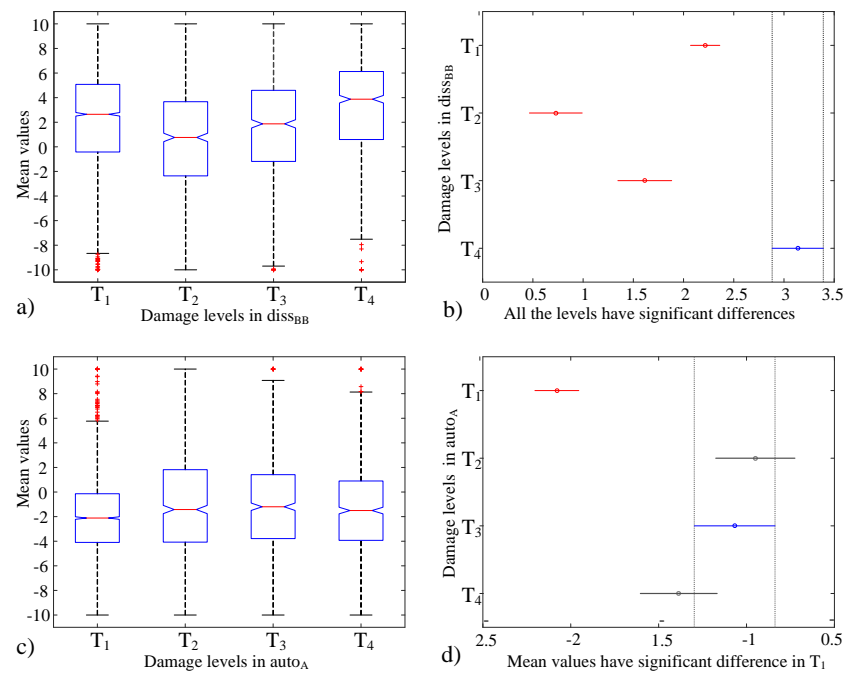 a)
Mean values
10
8
6
4
2
0
-2
-4
-6
-8
-10
T1 T2 T3 T4
Damage levels in dissBB
b)
Damage levels in dissBB
T1
T2
T3
T4
0 0.5 1 1.5 2 2.5 3 3.5
All the levels have significant differences
c)
Mean values
10
8
6
4
2
0
-2
-4
-6
-8
-10
T1 T2 T3 T4
Damage levels in autoA
d)
Damage levels in autoA
T1
T2
T3
T4
2.5 -2 1.5 -1 0.5
Mean values have significant difference in T1